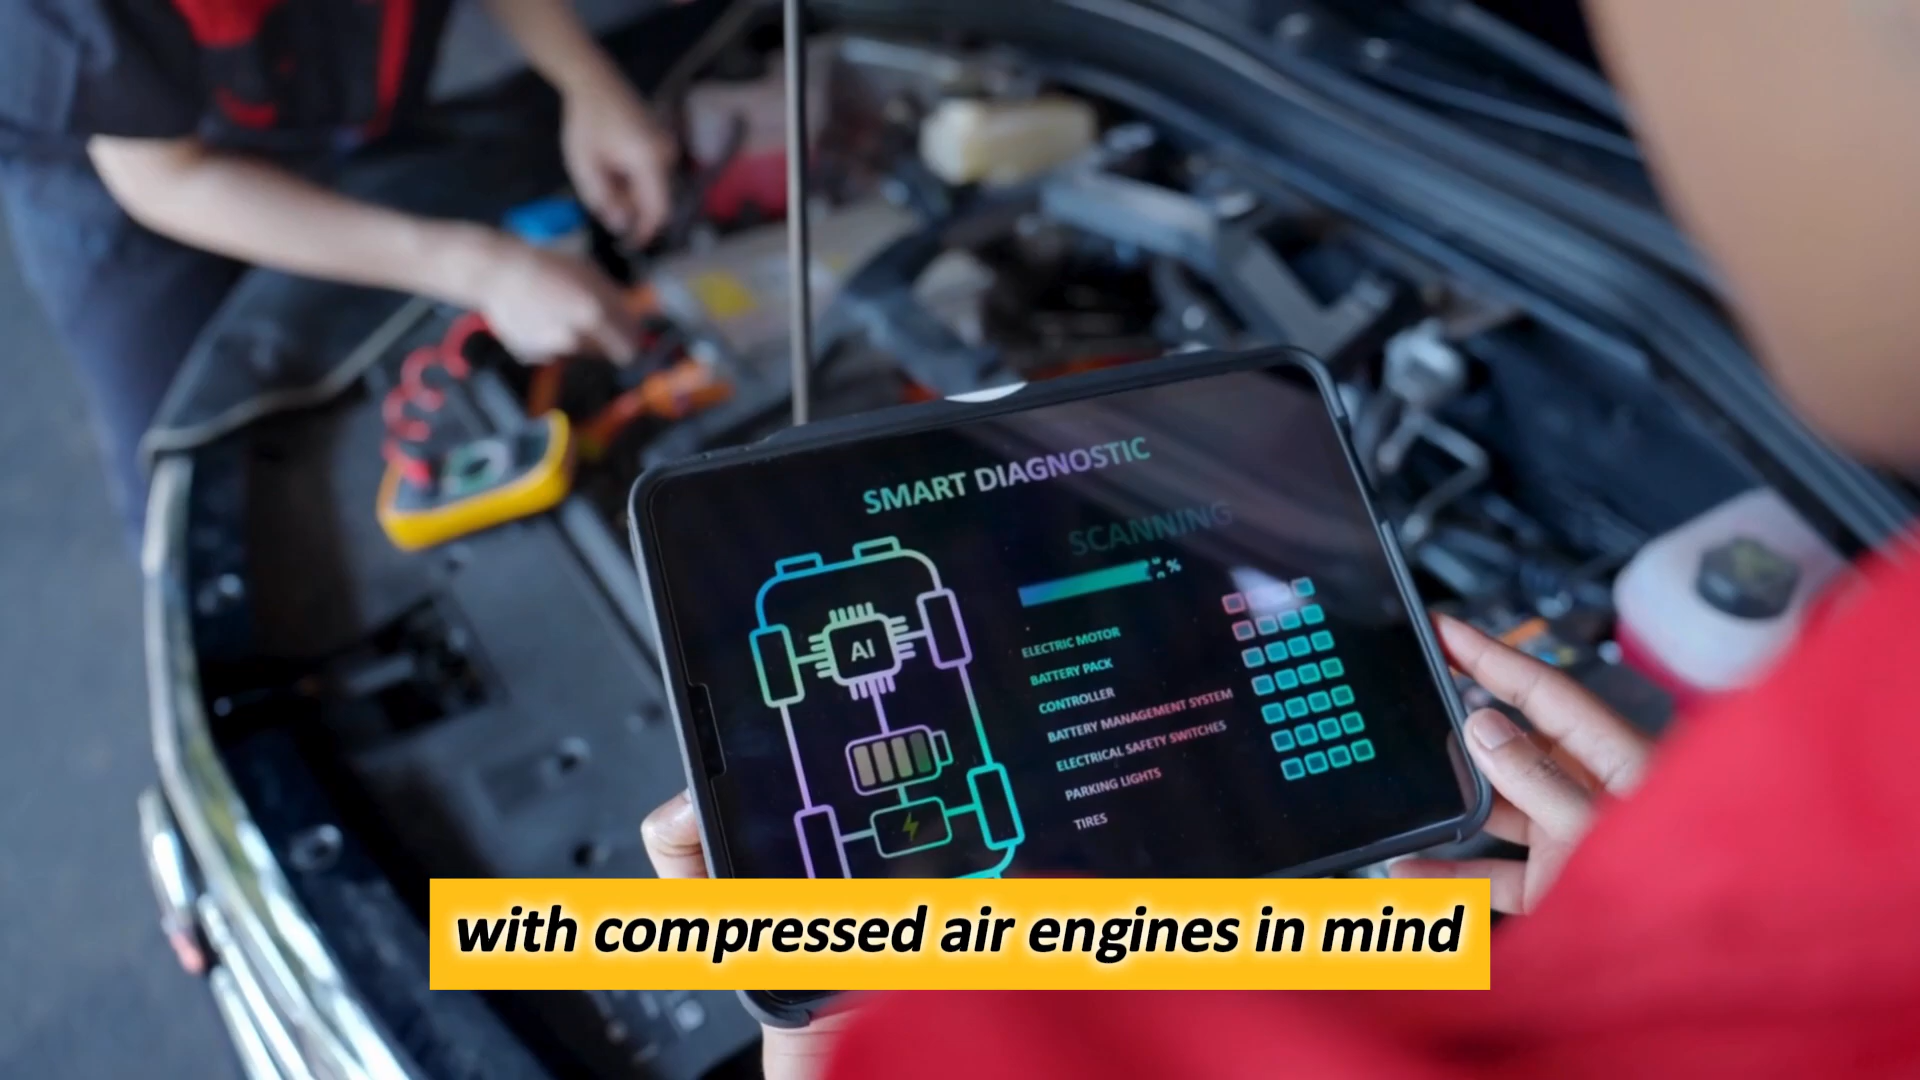 SMART DIAGNOSTIC
SCANNING
%
AI
ELECTRIC MOTOR
BATTERY PACK
CONTROLLER
BATTERY MANAGEMENT SYSTEM
ELECTRICAL SAFETY SWITCHES
PARKING LIGHTS
TIRES
with compressed air engines in mind